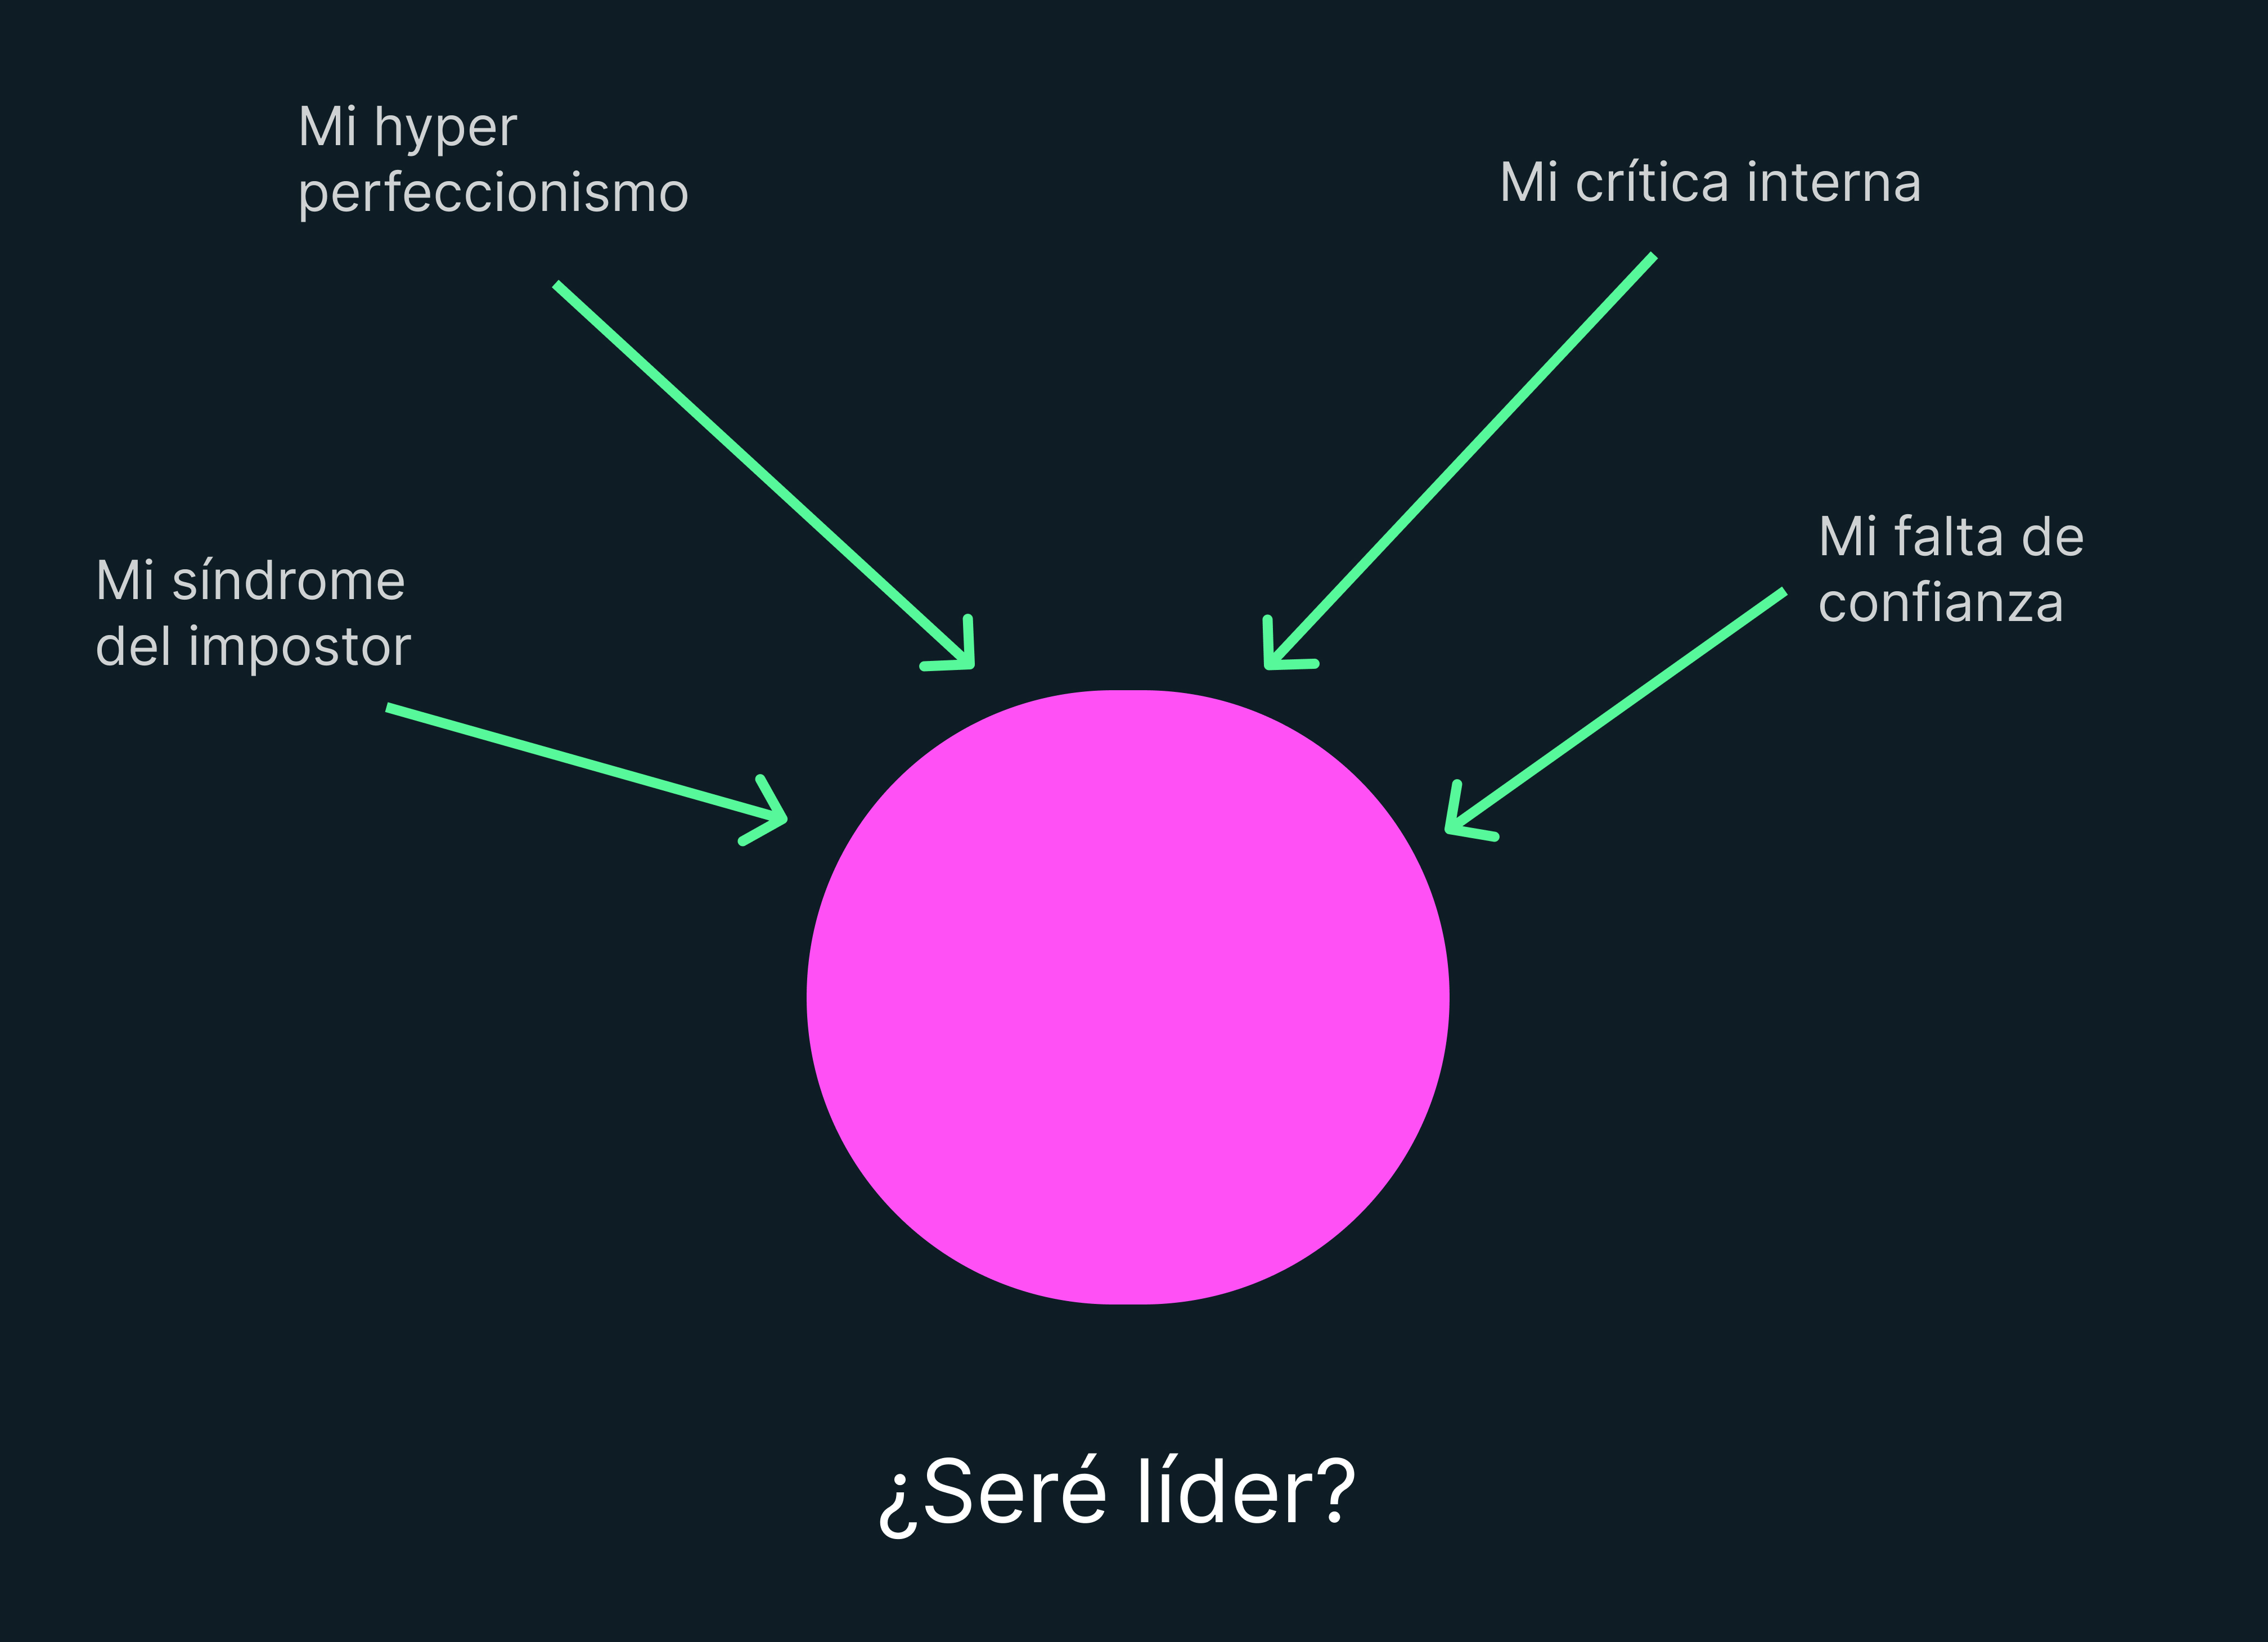 Mi hyper
perfeccionismo
Mi crítica interna
Mi síndrome
del impostor
Mi falta de
confianza
¿Seré líder?